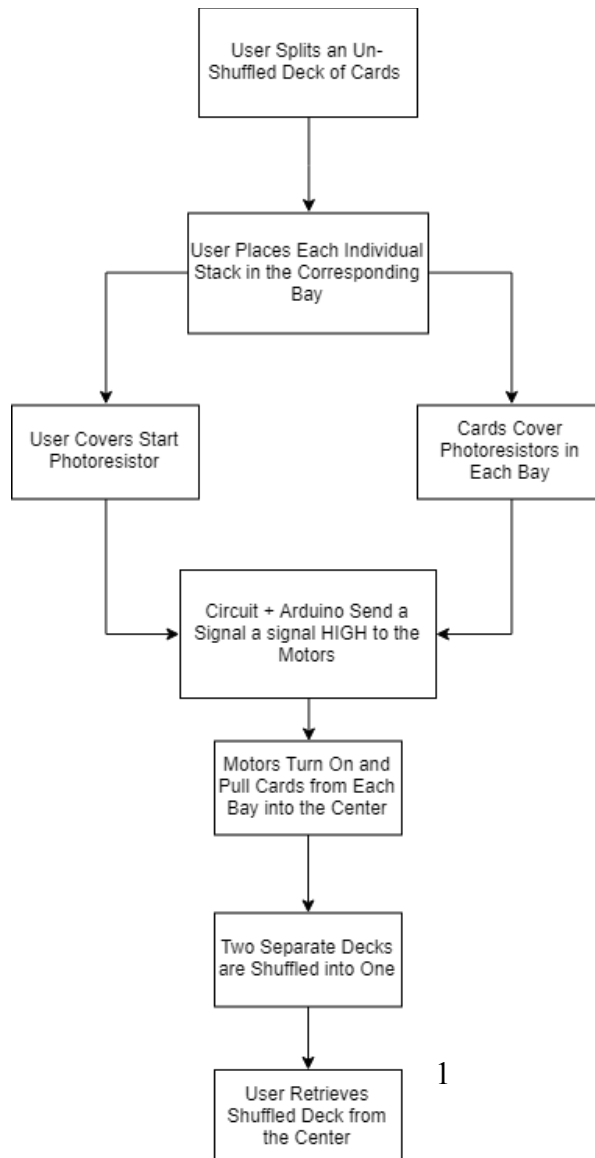 User Splits an Un-
Shuffled Deck of Cards
User Places Each Individual
Stack in the Corresponding
Bay
User Covers Start
Photoresistor
Cards Cover
Photoresistors in
Each Bay
Circuit + Arduino Send a
Signal a signal HIGH to the
Motors
Motors Turn On and
Pull Cards from Each
Bay into the Center
Two Separate Decks
are Shuffled into One
User Retrieves
Shuffled Deck from
the Center
1